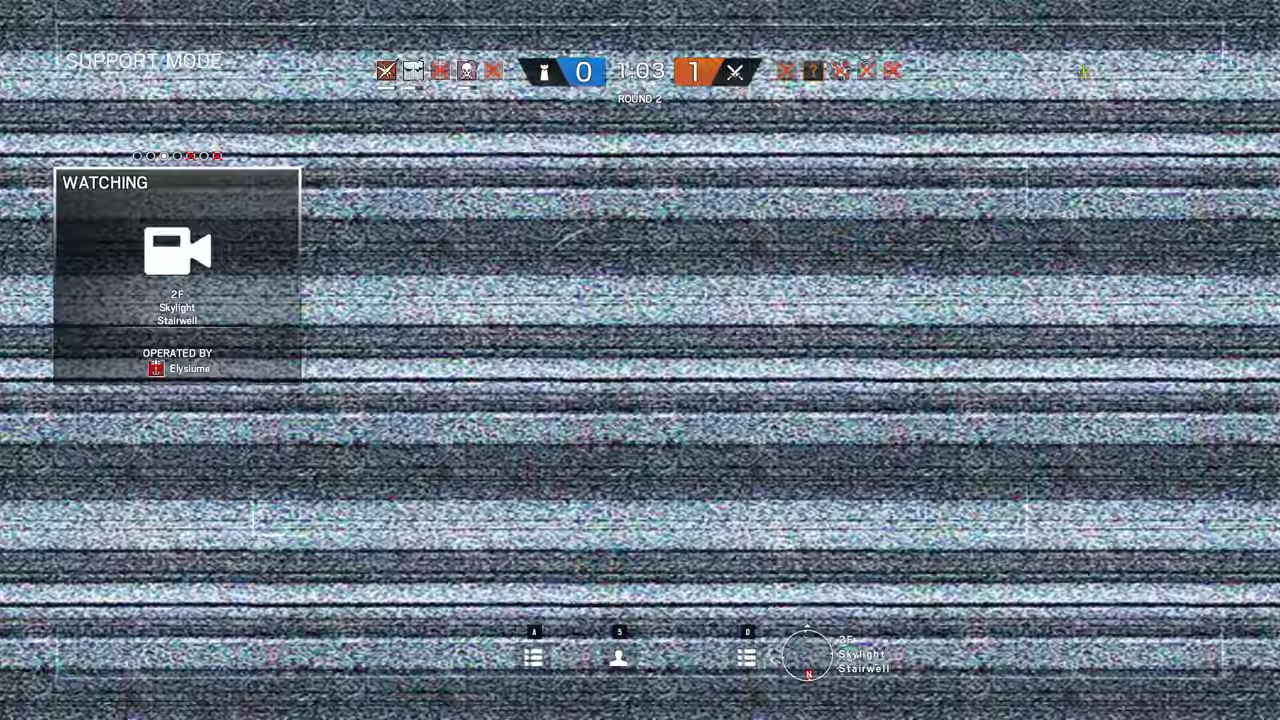 SUPPORT MODE
0 1:03 1
?
ROUND 2
WATCHING
2F
Skylight
Stairwell
OPERATED BY
Elysiume
A S D
2F
Skylight
Stairwell
N